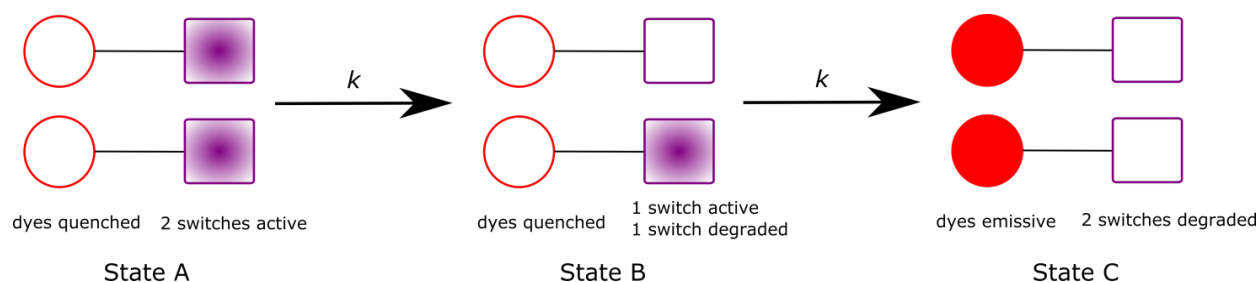 k
k
dyes quenched
2 switches active
dyes quenched
1 switch active
1 switch degraded
dyes emissive
2 switches degraded
State A
State B
State C